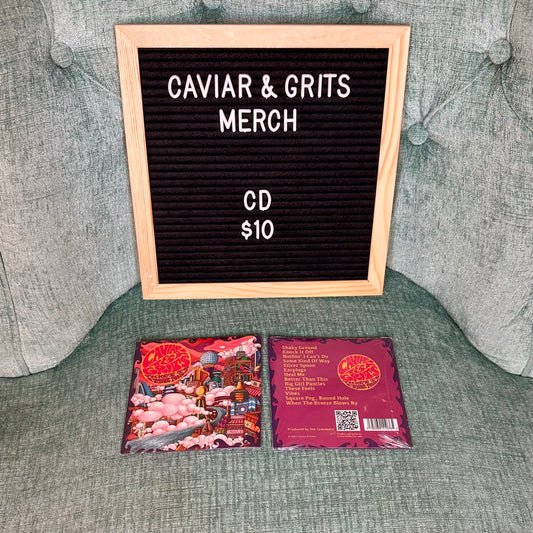 CAVIAR & GRITS
MERCH
CD
$10
CAVIAR
GRITS
Shaky Ground
Knock It Off
Nothin' I Can't Do
Some Kind Of Way
Silver Spoon
Earplugs
Heal Me
Better Than This
Big Girl Panties
These Feels
Vibes
Square Peg, Round Hole
When The Breeze Blows By